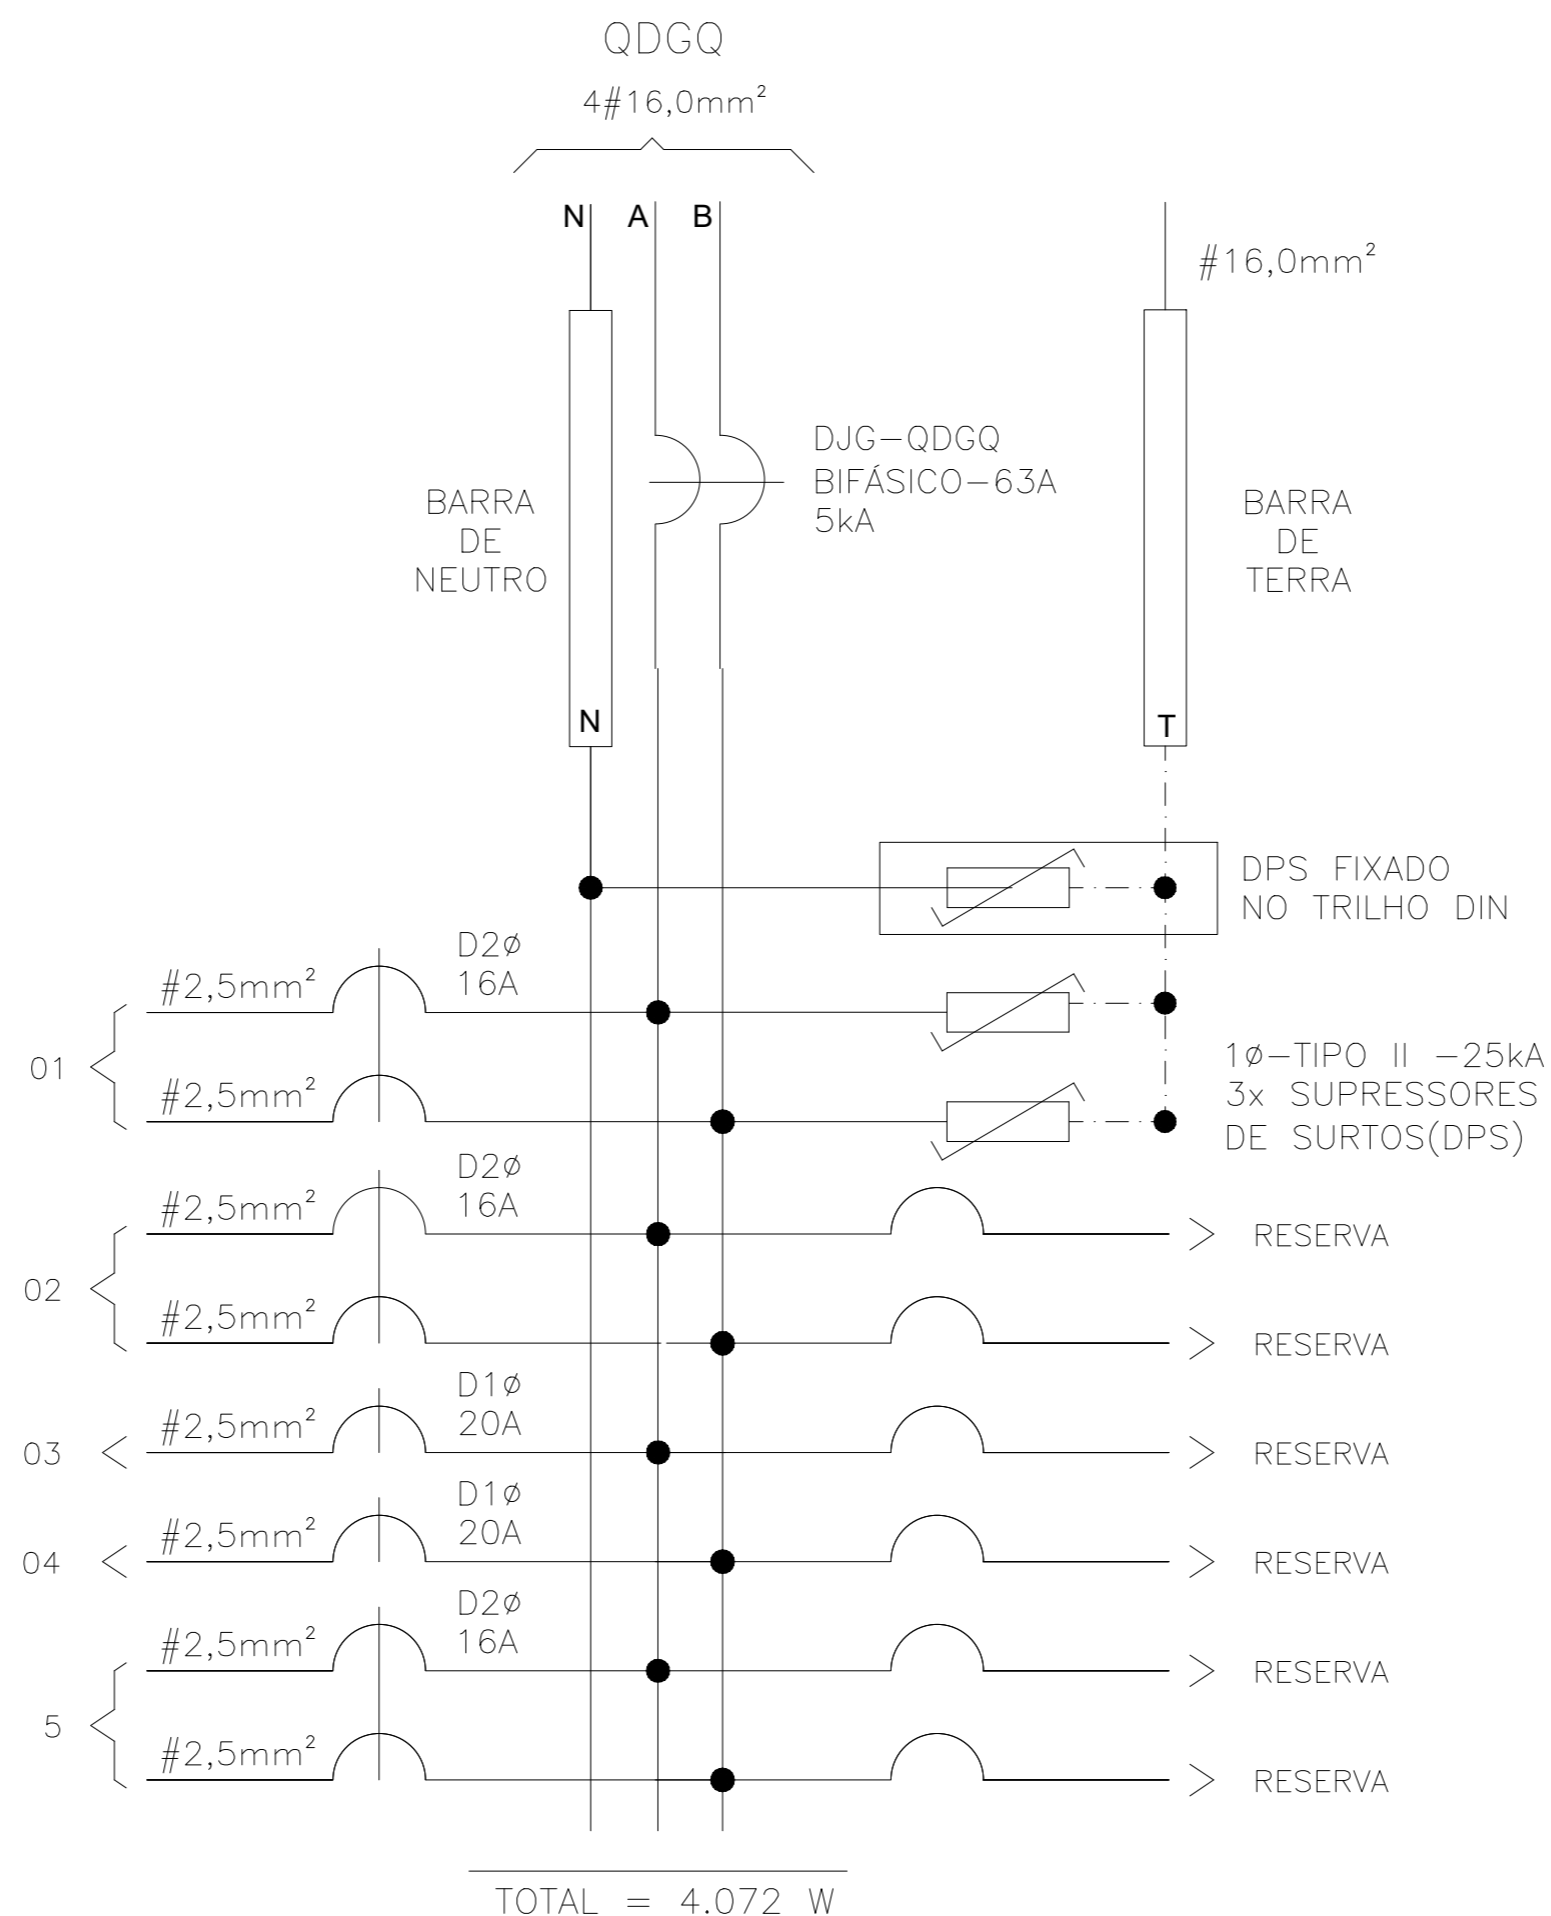 QDGQ
4#16,0mm²
N
A
B
#16,0mm²
DJG-QDGQ
BIFÁSICO-63A
5kA
BARRA
DE
NEUTRO
BARRA
DE
TERRA
N
T
DPS FIXADO
NO TRILHO DIN
D2ø
16A
#2,5mm²
01
#2,5mm²
1ø-TIPO II -25kA
3x SUPRESSORES
DE SURTOS(DPS)
D2ø
16A
#2,5mm²
RESERVA
02
#2,5mm²
RESERVA
D1ø
20A
#2,5mm²
03
RESERVA
D1ø
20A
#2,5mm²
04
RESERVA
D2ø
16A
#2,5mm²
RESERVA
5
#2,5mm²
RESERVA
TOTAL = 4.072 W